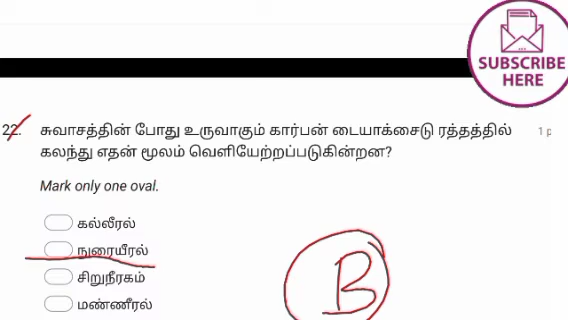 SUBSCRIBE
HERE
22. சுவாசத்தின் போது உருவாகும் கார்பன் டையாக்சைடு ரத்தத்தில்
கலந்து எதன் மூலம் வெளியேற்றப்படுகின்றன?
1 p
Mark only one oval.
கல்லீரல்
நுரையீரல்
சிறுநீரகம்
மண்ணீரல்
B